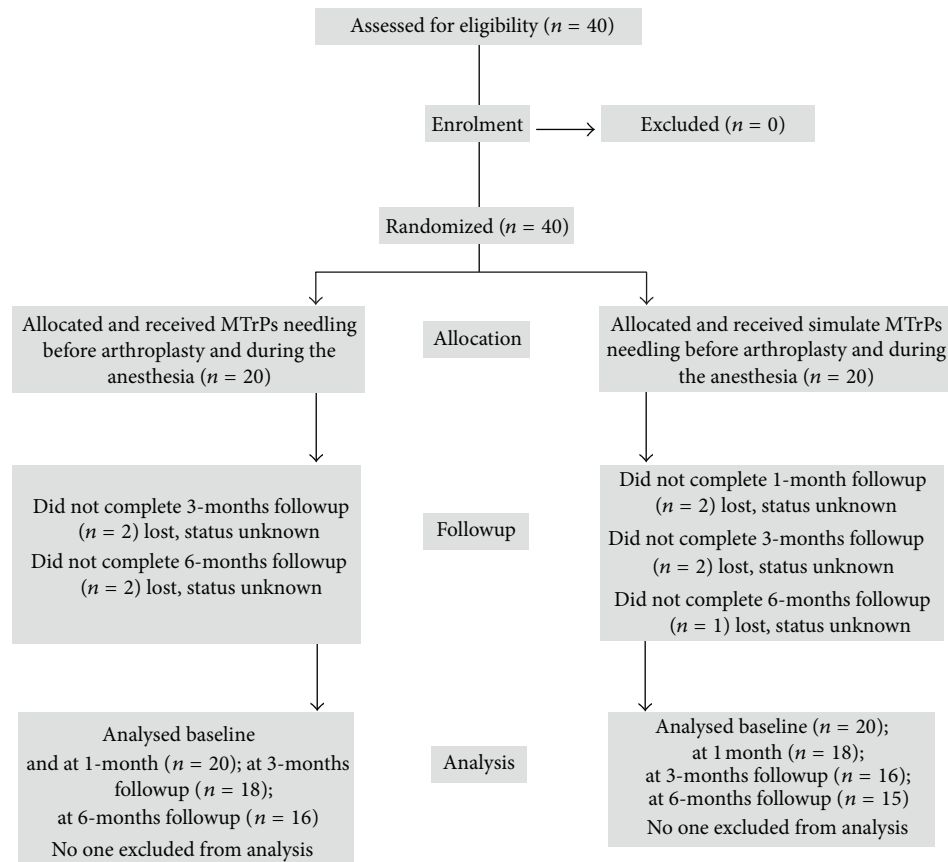 Assessed for eligibility (n = 40)
Enrolment
Excluded (n = 0)
Randomized (n = 40)
Allocated and received MTrPs needling
before arthroplasty and during the
anesthesia (n = 20)
Allocation
Allocated and received simulate MTrPs
needling before arthroplasty and during
the anesthesia (n = 20)
Did not complete 3-months followup
(n = 2) lost, status unknown
Did not complete 6-months followup
(n = 2) lost, status unknown
Followup
Did not complete 1-month followup
(n = 2) lost, status unknown
Did not complete 3-months followup
(n = 2) lost, status unknown
Did not complete 6-months followup
(n = 1) lost, status unknown
Analysed baseline
and at 1-month (n = 20); at 3-months
followup (n = 18);
at 6-months followup (n = 16)
No one excluded from analysis
Analysis
Analysed baseline (n = 20);
at 1 month (n = 18);
at 3-months followup (n = 16);
at 6-months followup (n = 15)
No one excluded from analysis